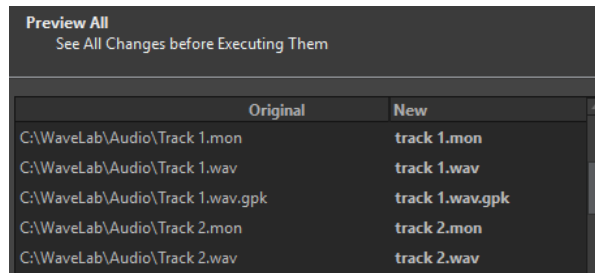 Preview All
See All Changes before Executing Them
Original New
C:\WaveLab\Audio\Track 1.mon track 1.mon
C:\WaveLab\Audio\Track 1.wav track 1.wav
C:\WaveLab\Audio\Track 1.wav.gpk track 1.wav.gpk
C:\WaveLab\Audio\Track 2.mon track 2.mon
C:\WaveLab\Audio\Track 2.wav track 2.wav